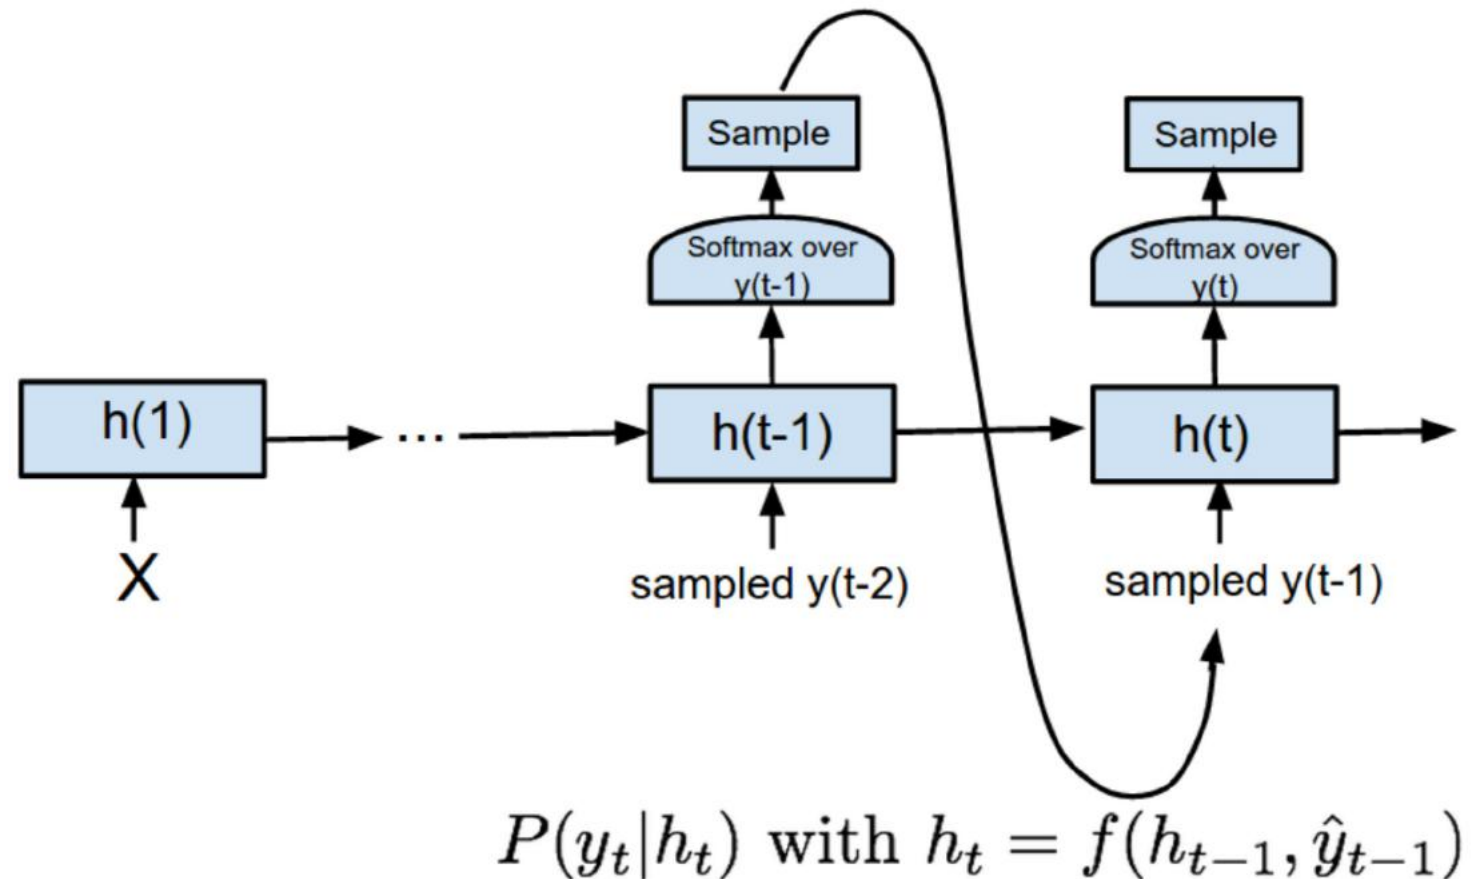 Sample
Sample
Softmax over
y(t-1)
Softmax over
y(t)
h(1)
...
h(t-1)
h(t)
X
sampled y(t-2)
sampled y(t-1)
P(y_t|h_t) with h_t = f(h_{t-1}, ŷ_{t-1})